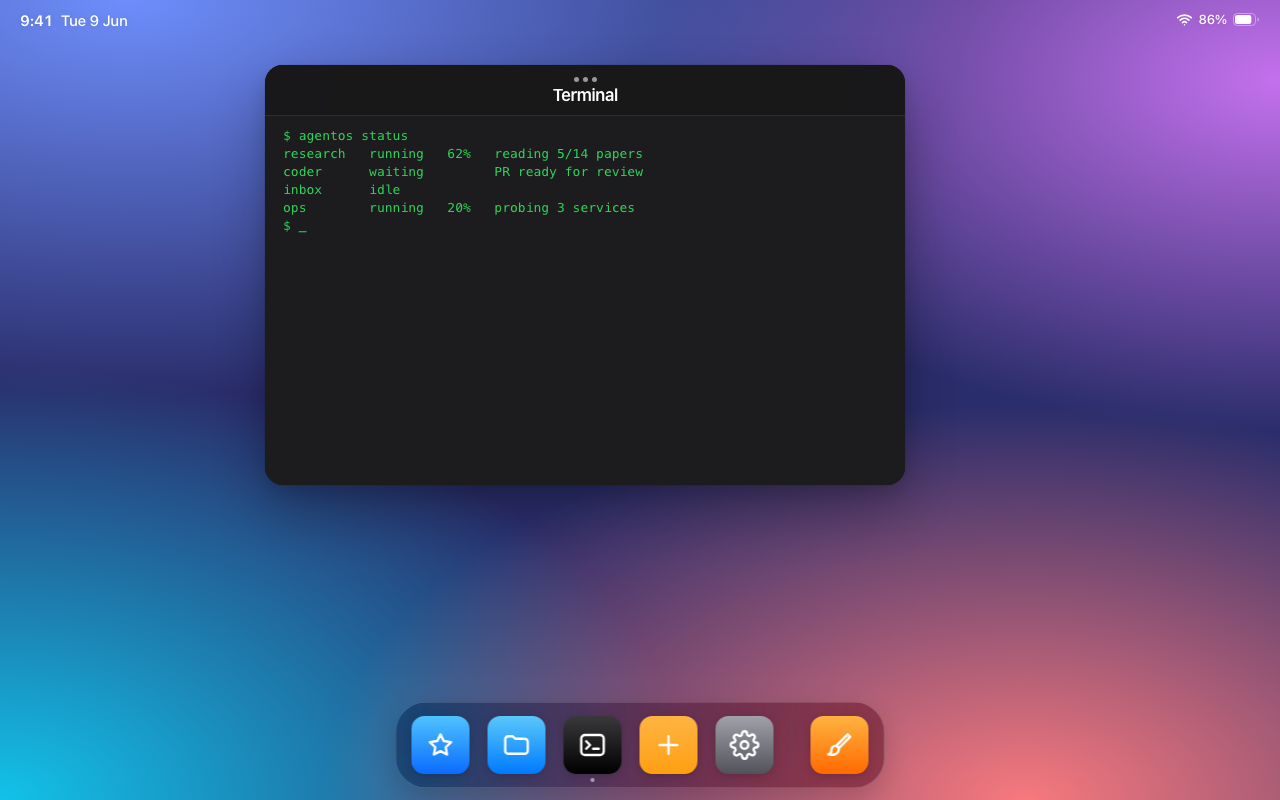 9:41 Tue 9 Jun
86%
Terminal
$ agentos status
research   running   62%   reading 5/14 papers
coder      waiting         PR ready for review
inbox      idle
ops        running   20%   probing 3 services
$ _